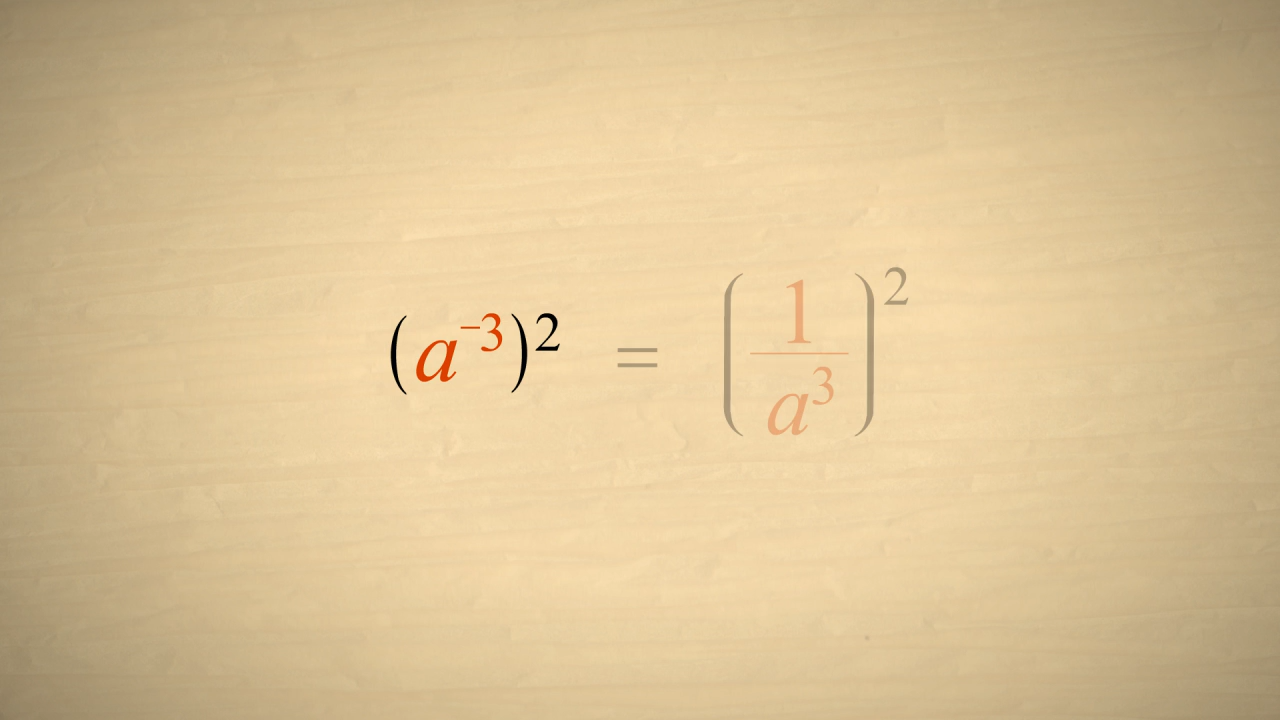 (a⁻³)² = (1/a³)²